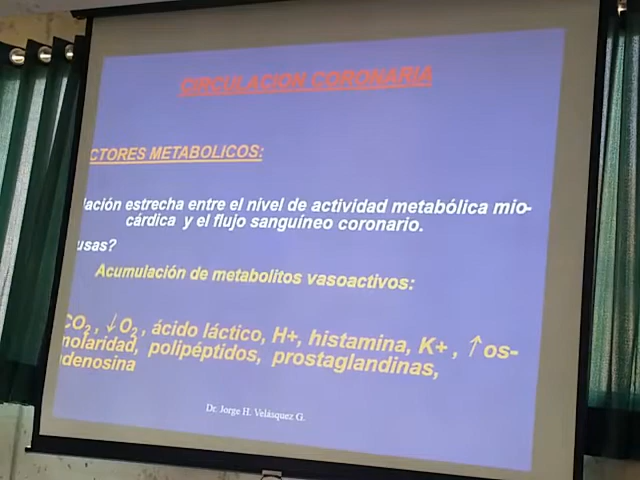 CIRCULACION CORONARIA
CTORES METABOLICOS:
lación estrecha entre el nivel de actividad metabólica mio-
cárdica y el flujo sanguíneo coronario.
usas?
Acumulación de metabolitos vasoactivos:
CO2, ↓O2, ácido láctico, H+, histamina, K+, ↑os-
molaridad, polipéptidos, prostaglandinas,
denosina
Dr. Jorge H. Velásquez G.